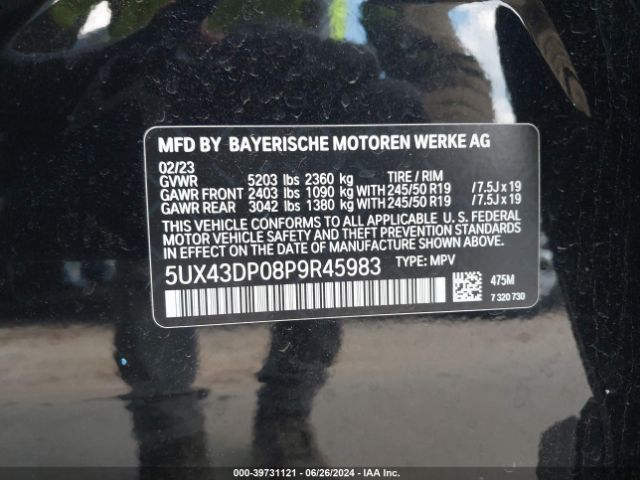 MFD BY BAYERISCHE MOTOREN WERKE AG
02/23
GVWR 5203 lbs 2360 kg TIRE / RIM
GAWR FRONT 2403 lbs 1090 kg WITH 245/50 R19 /7.5J x 19
GAWR REAR 3042 lbs 1380 kg WITH 245/50 R19 /7.5J x 19
THIS VEHICLE CONFORMS TO ALL APPLICABLE U.S. FEDERAL
MOTOR VEHICLE SAFETY AND THEFT PREVENTION
STANDARDS IN EFFECT ON THE DATE OF MANUFACTURE
SHOWN ABOVE.
5UX43DP08P9R45983 TYPE: MPV
475M
7 320 730
000-39731121 / 06/26/2024 - IAA Inc.